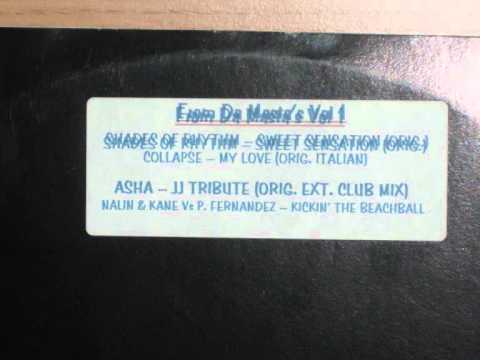 From Da Masta's Vol 1
SHADES OF RHYTHM – SWEET SENSATION (ORIG.)
COLLAPSE – MY LOVE (ORIG. ITALIAN)
ASHA – JJ TRIBUTE (ORIG. EXT. CLUB MIX)
NALIN & KANE Vs P. FERNANDEZ – KICKIN' THE BEACHBALL